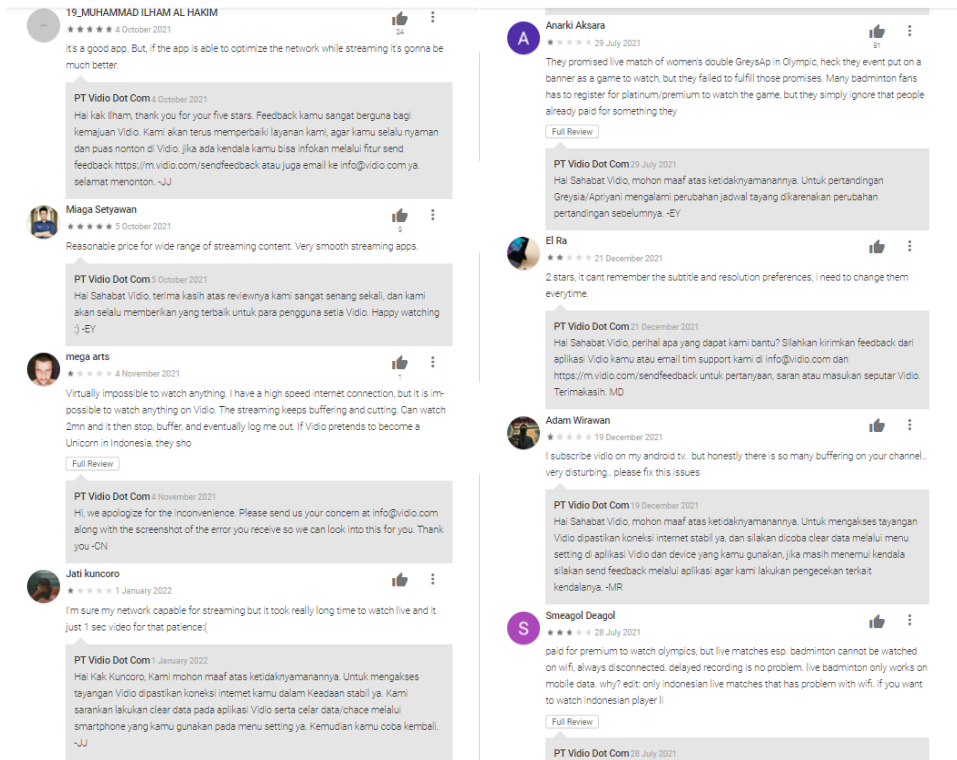 19_MUHAMMAD ILHAM AL HAKIM
4 October 2021
24
it's a good app. But, if the app is able to optimize the network while streaming it's gonna be
much better.
PT Vidio Dot Com 4 October 2021
Hai kak Ilham, thank you for your five stars. Feedback kamu sangat berguna bagi
kemajuan Vidio. Kami akan terus memperbaiki layanan kami, agar kamu selalu nyaman
dan puas nonton di Vidio. jika ada kendala kamu bisa infokan melalui fitur send
feedback https://m.vidio.com/sendfeedback atau juga email ke info@vidio.com ya.
selamat menonton. -JJ
Miaga Setyawan
5 October 2021
9
Reasonable price for wide range of streaming content. Very smooth streaming apps.
PT Vidio Dot Com 5 October 2021
Hai Sahabat Vidio, terima kasih atas reviewnya kami sangat senang sekali, dan kami
akan selalu memberikan yang terbaik untuk para pengguna setia Vidio. Happy watching
:) -EY
mega arts
4 November 2021
1
Virtually impossible to watch anything. I have a high speed internet connection, but it is im-
possible to watch anything on Vidio. The streaming keeps buffering and cutting. Can watch
2mn and it then stop, buffer, and eventually log me out. If Vidio pretends to become a
Unicorn in Indonesia, they sho
Full Review
PT Vidio Dot Com 4 November 2021
Hi, we apologize for the inconvenience. Please send us your concern at info@vidio.com
along with the screenshot of the error you receive so we can look into this for you. Thank
you -CN
Jati kuncoro
1 January 2022
I'm sure my network capable for streaming but it took really long time to watch live and it
just 1 sec video for that patience:(
PT Vidio Dot Com 1 January 2022
Hai Kak Kuncoro, Kami mohon maaf atas ketidaknyamanannya. Untuk mengakses
tayangan Vidio dipastikan koneksi internet kamu dalam Keadaan stabil ya. Kami
sarankan lakukan clear data pada aplikasi Vidio serta celar data/chace melalui
smartphone yang kamu gunakan pada menu setting ya. Kemudian kamu coba kembali.
-JJ
A
Anarki Aksara
29 July 2021
81
They promised live match of women's double GreysAp in Olympic, heck they event put on a
banner as a game to watch, but they failed to fulfill those promises. Many badminton fans
has to register for platinum/premium to watch the game, but they simply ignore that people
already paid for something they
Full Review
PT Vidio Dot Com 29 July 2021
Hai Sahabat Vidio, mohon maaf atas ketidaknyamanannya. Untuk pertandingan
Greysia/Apriyani mengalami perubahan jadwal tayang dikarenakan perubahan
pertandingan sebelumnya. -EY
El Ra
21 December 2021
2 stars, it cant remember the subtitle and resolution preferences, i need to change them
everytime.
PT Vidio Dot Com 21 December 2021
Hai Sahabat Vidio, perihal apa yang dapat kami bantu? Silahkan kirimkan feedback dari
aplikasi Vidio kamu atau email tim support kami di info@vidio.com dan
https://m.vidio.com/sendfeedback untuk pertanyaan, saran atau masukan seputar Vidio.
Terimakasih. MD
Adam Wirawan
19 December 2021
I subscribe vidio on my android tv.. but honestly there is so many buffering on your channel..
very disturbing.. please fix this issues
PT Vidio Dot Com 19 December 2021
Hai Sahabat Vidio, mohon maaf atas ketidaknyamanannya. Untuk mengakses tayangan
Vidio dipastikan koneksi internet stabil ya, dan silakan dicoba clear data melalui menu
setting di aplikasi Vidio dan device yang kamu gunakan, jika masih menemui kendala
silakan send feedback melalui aplikasi agar kami lakukan pengecekan terkait
kendalanya. -MR
S
Smeagol Deagol
28 July 2021
paid for premium to watch olympics, but live matches esp. badminton cannot be watched
on wifi, always disconnected. delayed recording is no problem. live badminton only works on
mobile data. why? edit: only indonesian live matches that has problem with wifi. if you want
to watch indonesian player li
Full Review
PT Vidio Dot Com 28 July 2021